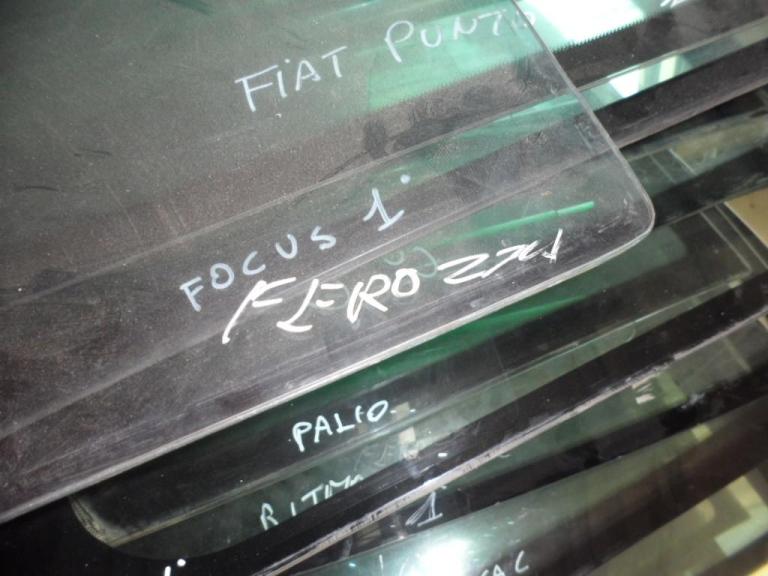 FIAT PUNTO
FOCUS 1°
FEROZZA
PALIO
RITMO
1